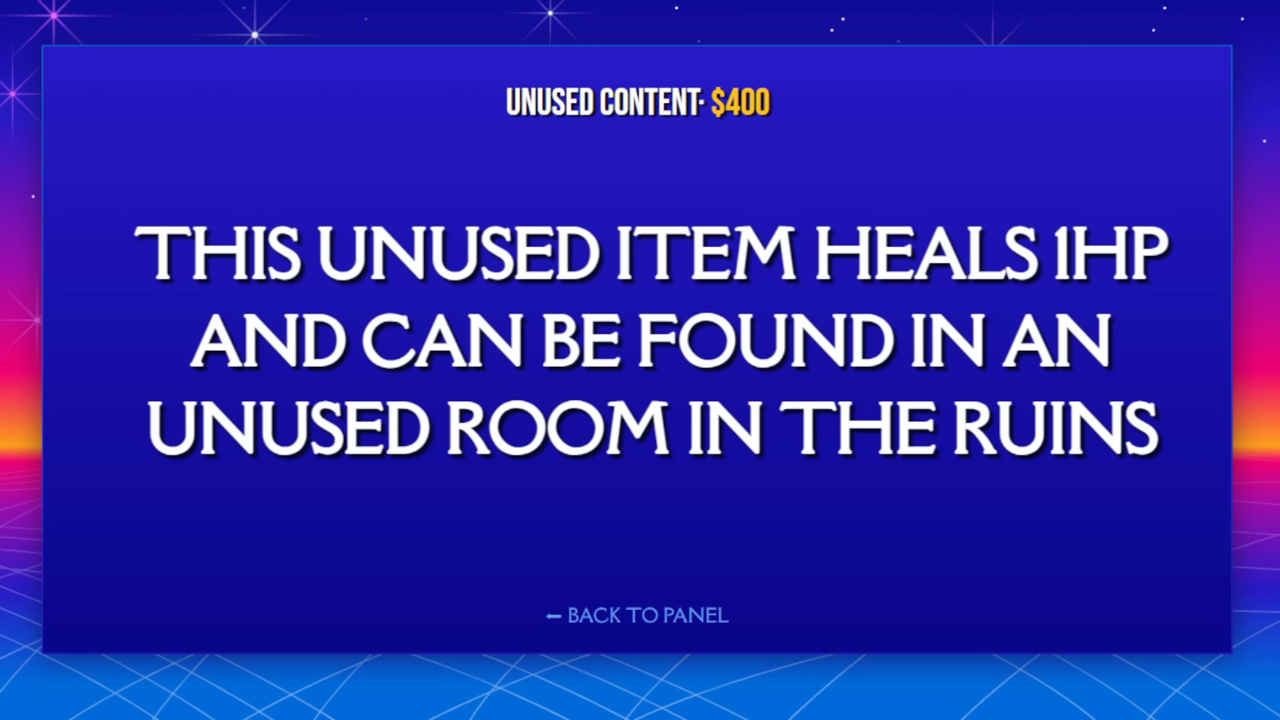 UNUSED CONTENT· $400
THIS UNUSED ITEM HEALS 1HP
AND CAN BE FOUND IN AN
UNUSED ROOM IN THE RUINS
← BACK TO PANEL